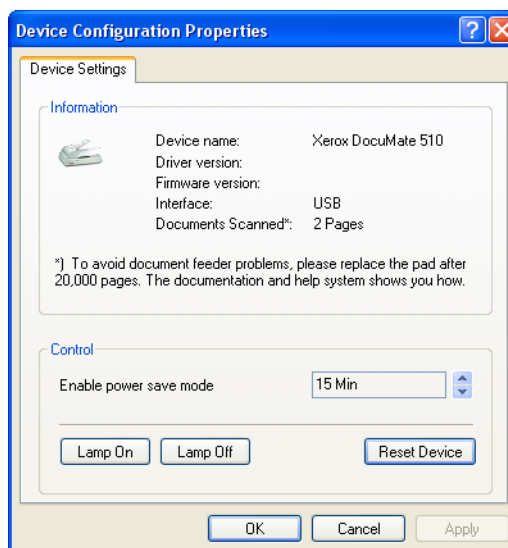 Device Configuration Properties
Device Settings
Information
Device name: Xerox DocuMate 510
Driver version:
Firmware version:
Interface: USB
Documents Scanned*: 2 Pages
*) To avoid document feeder problems, please replace the pad after
20,000 pages. The documentation and help system shows you how.
Control
Enable power save mode 15 Min
Lamp On Lamp Off Reset Device
OK Cancel Apply